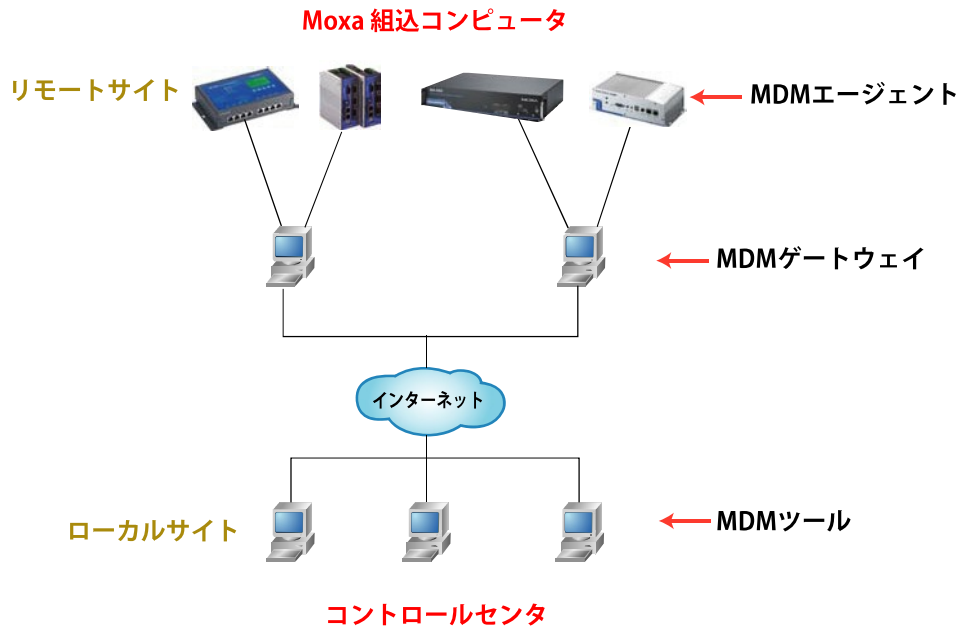 Moxa 組込コンピュータ
リモートサイト
MDMエージェント
MDMゲートウェイ
インターネット
ローカルサイト
MDMツール
コントロールセンタ